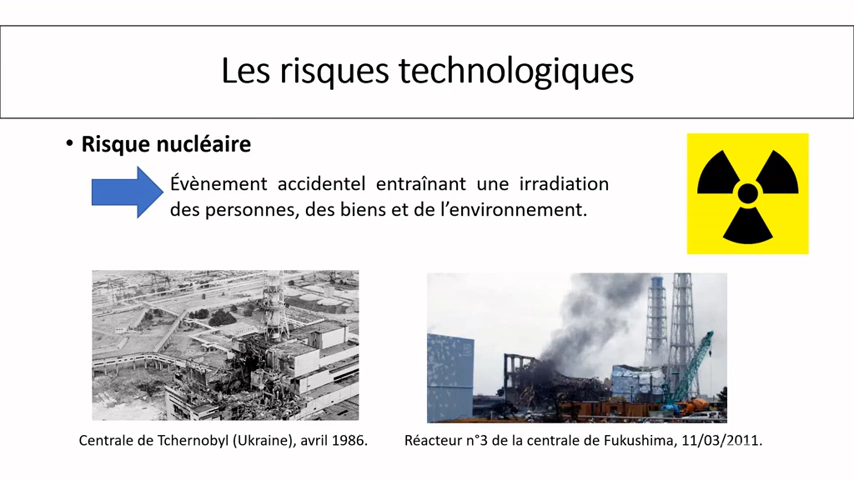 Les risques technologiques
• Risque nucléaire
Évènement accidentel entraînant une irradiation
des personnes, des biens et de l'environnement.
Centrale de Tchernobyl (Ukraine), avril 1986.
Réacteur n°3 de la centrale de Fukushima, 11/03/2011.